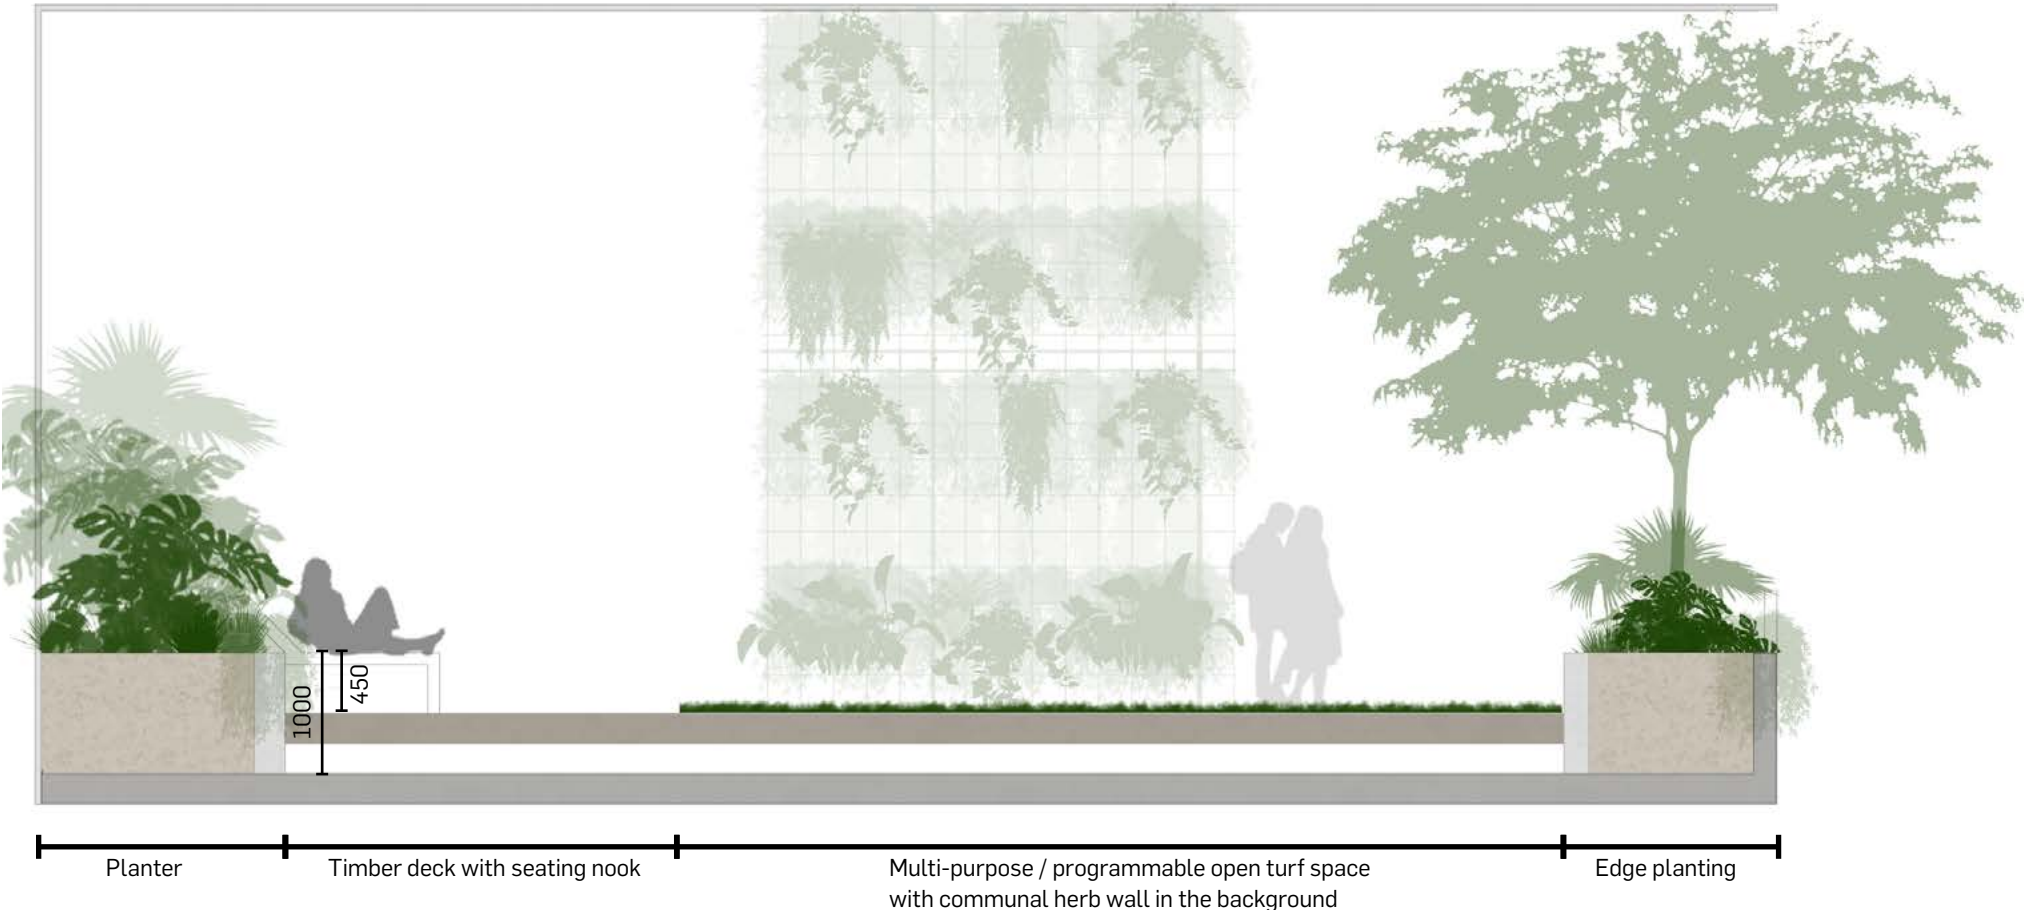 450
1000
Planter
Timber deck with seating nook
Multi-purpose / programmable open turf space
with communal herb wall in the background
Edge planting